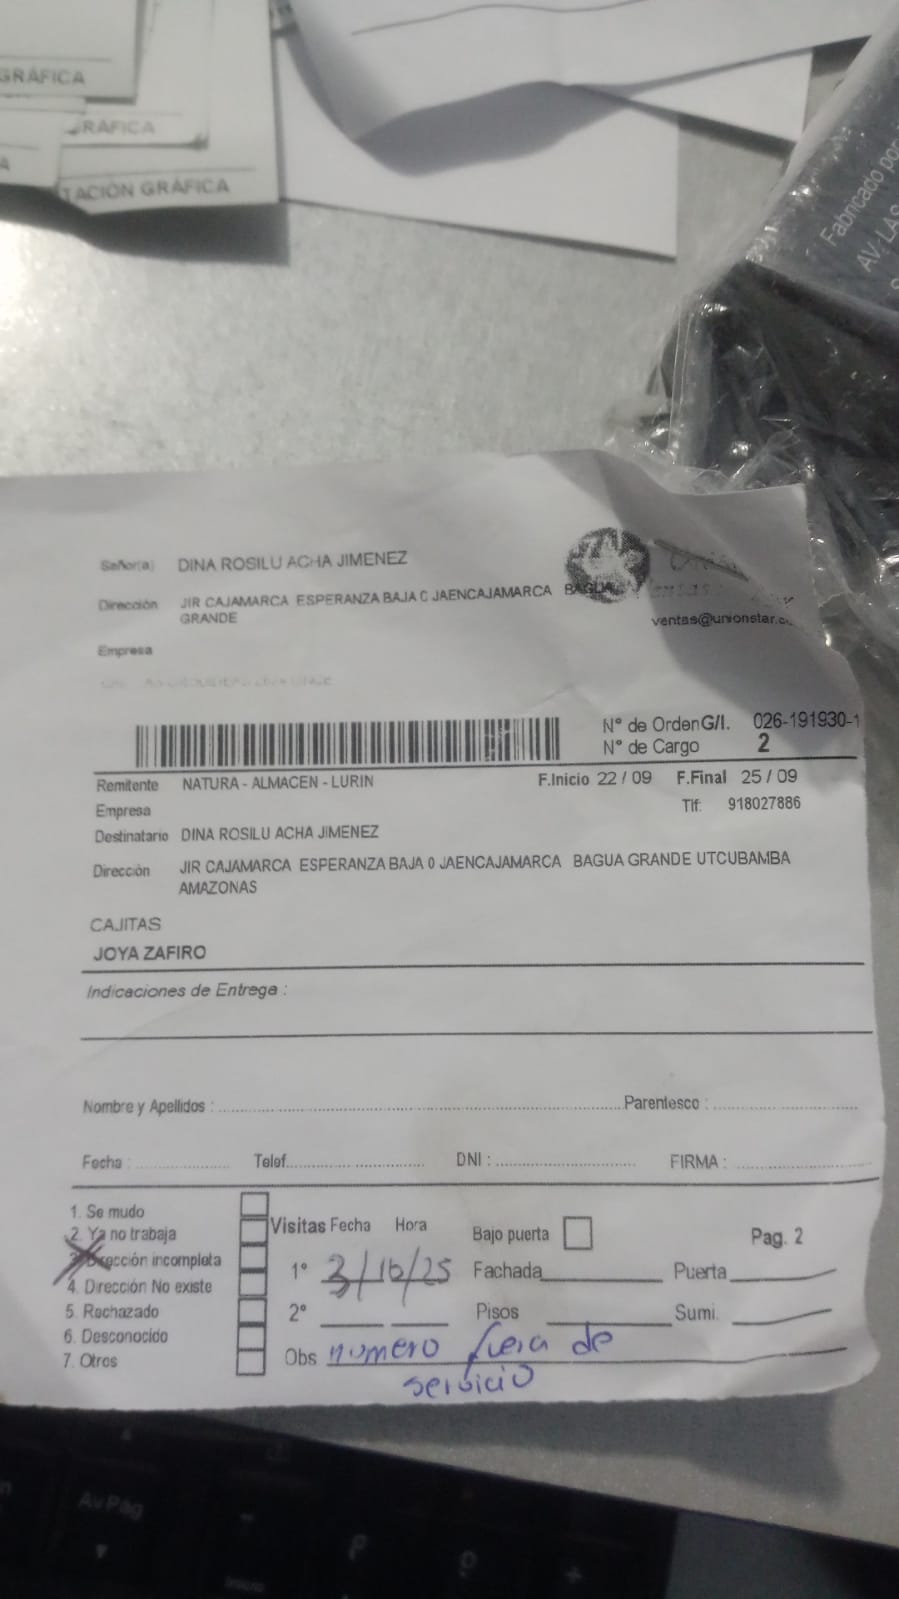 GRÁFICA
GRÁFICA
TACIÓN GRÁFICA
Fabricado por
AV. LAS
Señor(a) DINA ROSILU ACHA JIMENEZ
Dirección JIR CAJAMARCA ESPERANZA BAJA 0 JAENCAJAMARCA BAGUA
GRANDE
ventas@unionstar.c
Empresa
N° de Orden G/I. 026-191930-1
N° de Cargo 2
Remitente NATURA - ALMACEN - LURIN F.Inicio 22 / 09 F.Final 25 / 09
Empresa Tlf: 918027886
Destinatario DINA ROSILU ACHA JIMENEZ
Dirección JIR CAJAMARCA ESPERANZA BAJA 0 JAENCAJAMARCA BAGUA GRANDE UTCUBAMBA
AMAZONAS
CAJITAS
JOYA ZAFIRO
Indicaciones de Entrega :
Nombre y Apellidos : Parentesco :
Fecha : Telef. DNI : FIRMA :
1. Se mudo
2. Ya no trabaja
3. Dirección incompleta
4. Dirección No existe
5. Rechazado
6. Desconocido
7. Otros
Visitas Fecha Hora Bajo puerta Pag. 2
1° 3/10/25 Fachada Puerta
2° Pisos Sumi.
Obs número fuera de
servicio
Av Pág